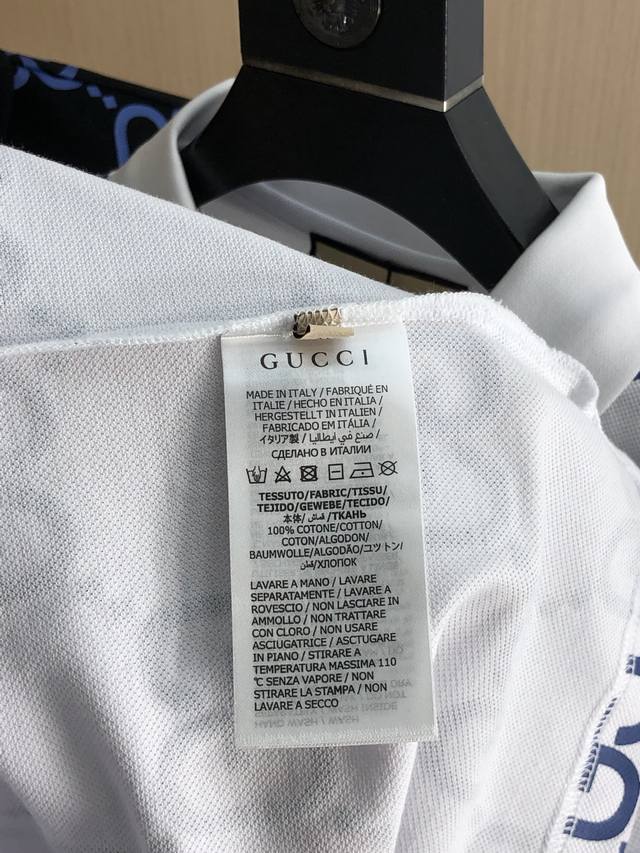 GUCCI
MADE IN ITALY / FABRIQUÉ EN
ITALIE / HECHO EN ITALIA /
HERGESTELLT IN ITALIEN /
FABRICADO EM ITÁLIA /
イタリア製 / صنع في ايطاليا /
СДЕЛАНО В ИТАЛИИ
TESSUTO/FABRIC/TISSU/
TEJIDO/GEWEBE/TECIDO/
本体/ قماش /ТКАНЬ
100% COTONE/COTTON/
COTON/ALGODON/
BAUMWOLLE/ALGODÃO/コットン/
قطن/ХЛОПОК
LAVARE A MANO / LAVARE
SEPARATAMENTE / LAVARE A
ROVESCIO / NON LASCIARE IN
AMMOLLO / NON TRATTARE
CON CLORO / NON USARE
ASCIUGATRICE / ASCTUGARE
IN PIANO / STIRARE A
TEMPERATURA MASSIMA 110
°C SENZA VAPORE / NON
STIRARE LA STAMPA / NON
LAVARE A SECCO